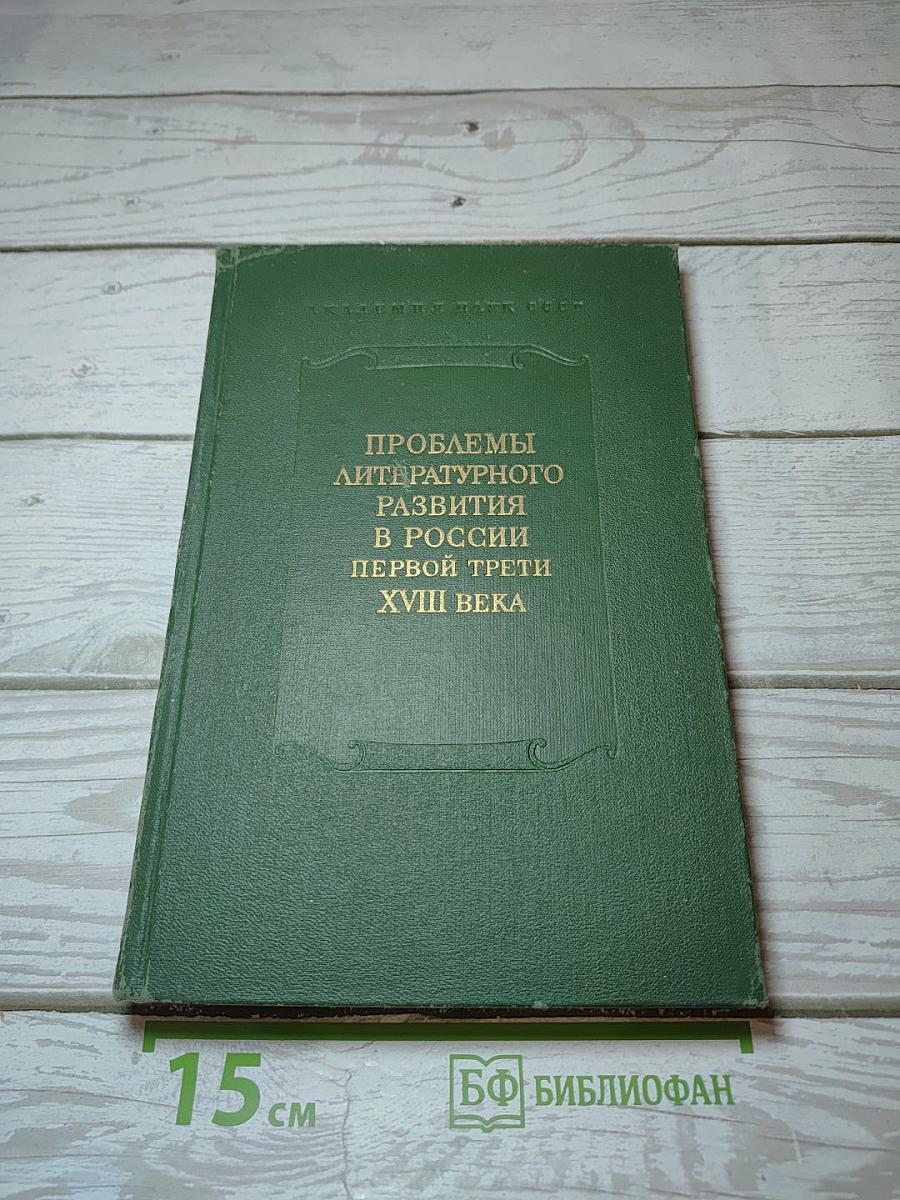 АКАДЕМИЯ НАУК СССР
ПРОБЛЕМЫ
ЛИТЕРАТУРНОГО
РАЗВИТИЯ
В РОССИИ
ПЕРВОЙ ТРЕТИ
XVIII ВЕКА
15 см
БФ БИБЛИОФАН